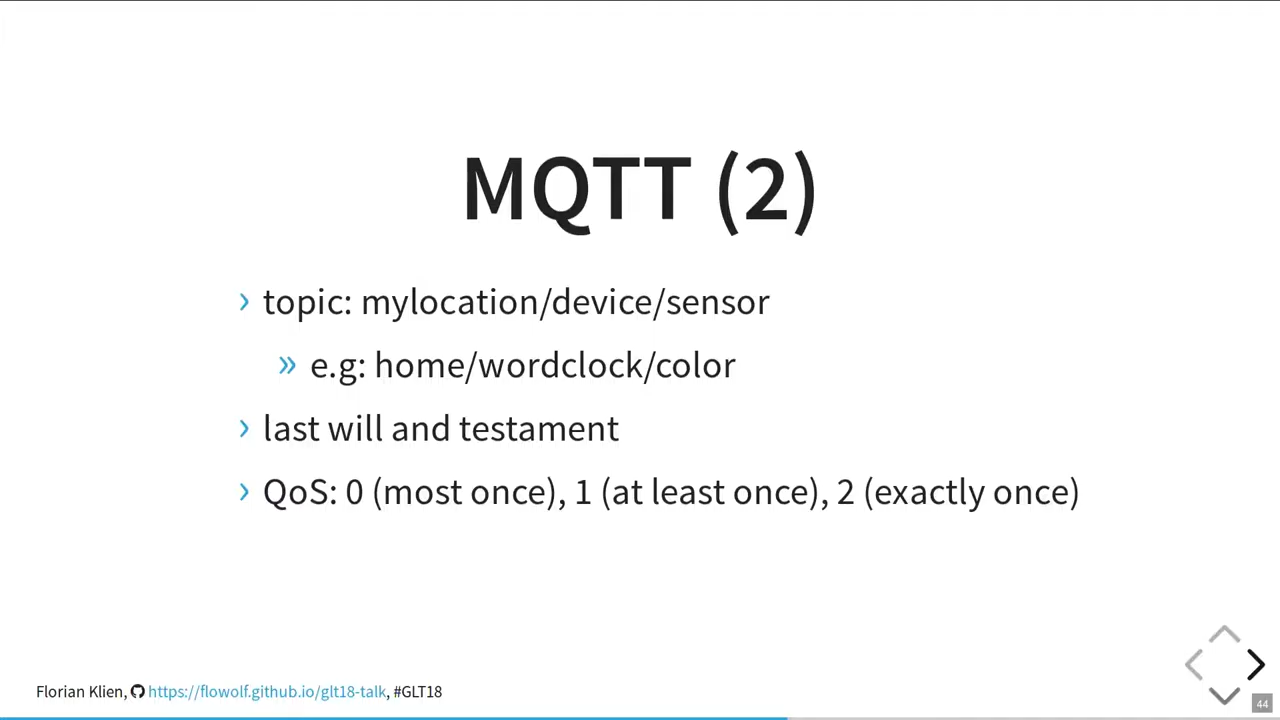 MQTT (2)
› topic: mylocation/device/sensor
» e.g: home/wordclock/color
› last will and testament
› QoS: 0 (most once), 1 (at least once), 2 (exactly once)
Florian Klien, https://flowolf.github.io/glt18-talk, #GLT18
44